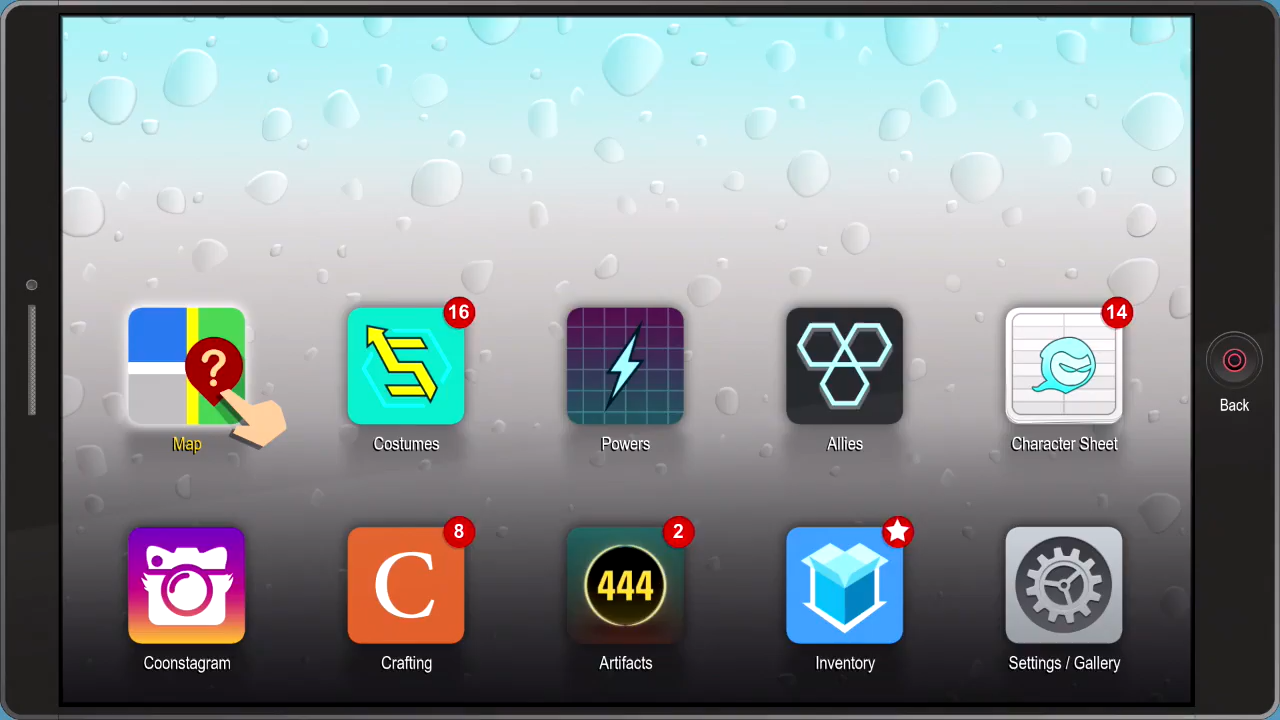 16
14
?
Back
Map
Costumes
Powers
Allies
Character Sheet
8
2
C
444
Coonstagram
Crafting
Artifacts
Inventory
Settings / Gallery